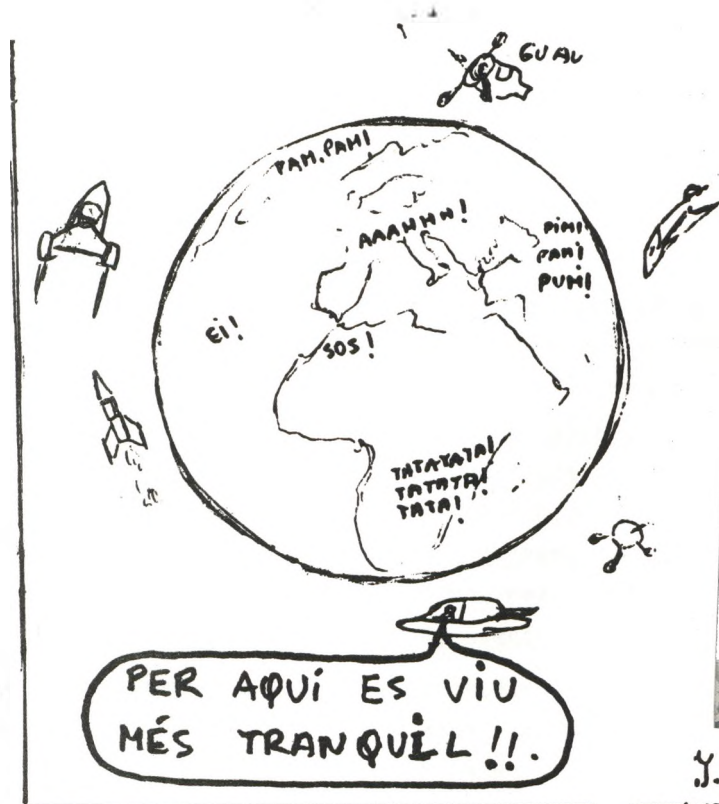 GUAU
PAM, PAM!
AAAHHH!
PIM!
PAM!
PUM!
EI!
SOS!
TATATATA!
TATATA!
TATA!
PER AQUÍ ES VIU
MÉS TRANQUIL!!.